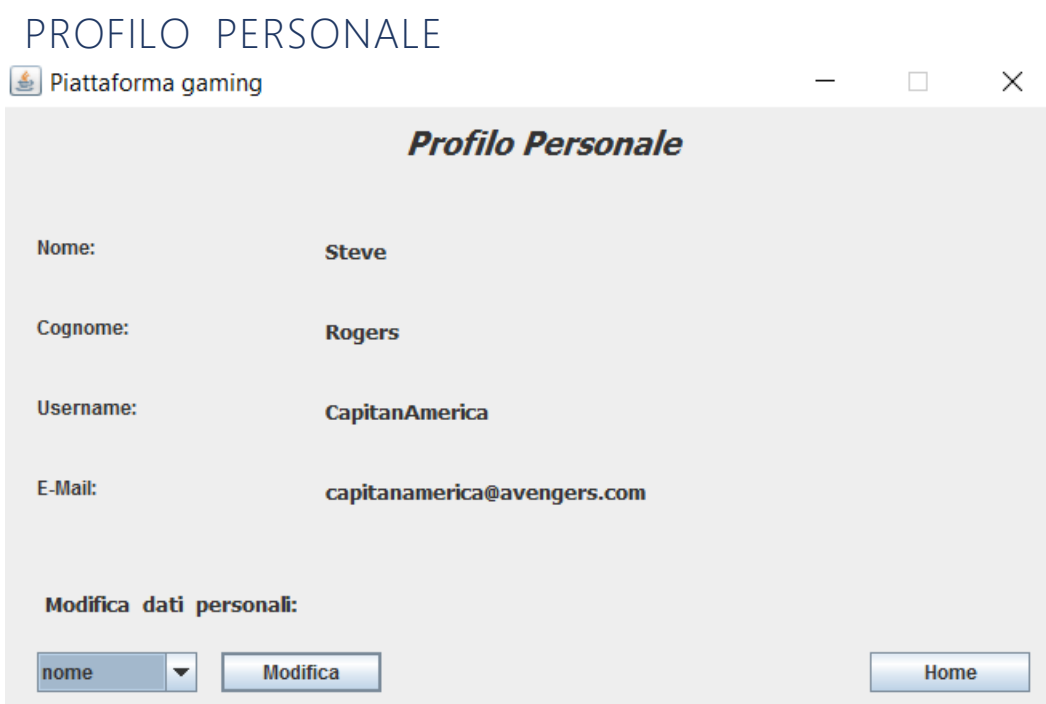 PROFILO PERSONALE
Piattaforma gaming
Profilo Personale
Nome: Steve
Cognome: Rogers
Username: CapitanAmerica
E-Mail: capitanamerica@avengers.com
Modifica dati personali:
nome Modifica Home